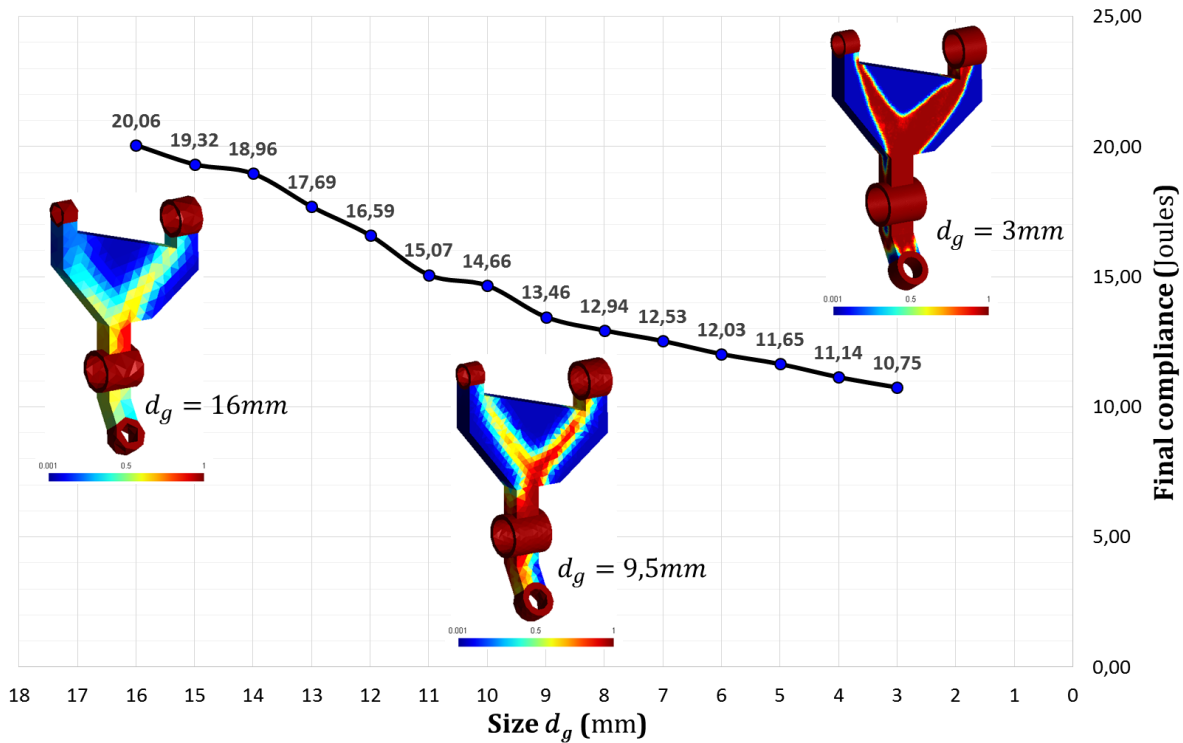 25,00
20,00
15,00
10,00
5,00
0,00
Final compliance (Joules)
20,06
19,32
18,96
17,69
16,59
15,07
14,66
13,46
12,94
12,53
12,03
11,65
11,14
10,75
d_g = 3mm
0.001 0.5 1
d_g = 16mm
0.001 0.5 1
d_g = 9,5mm
0.001 0.5 1
18 17 16 15 14 13 12 11 10 9 8 7 6 5 4 3 2 1 0
Size d_g (mm)